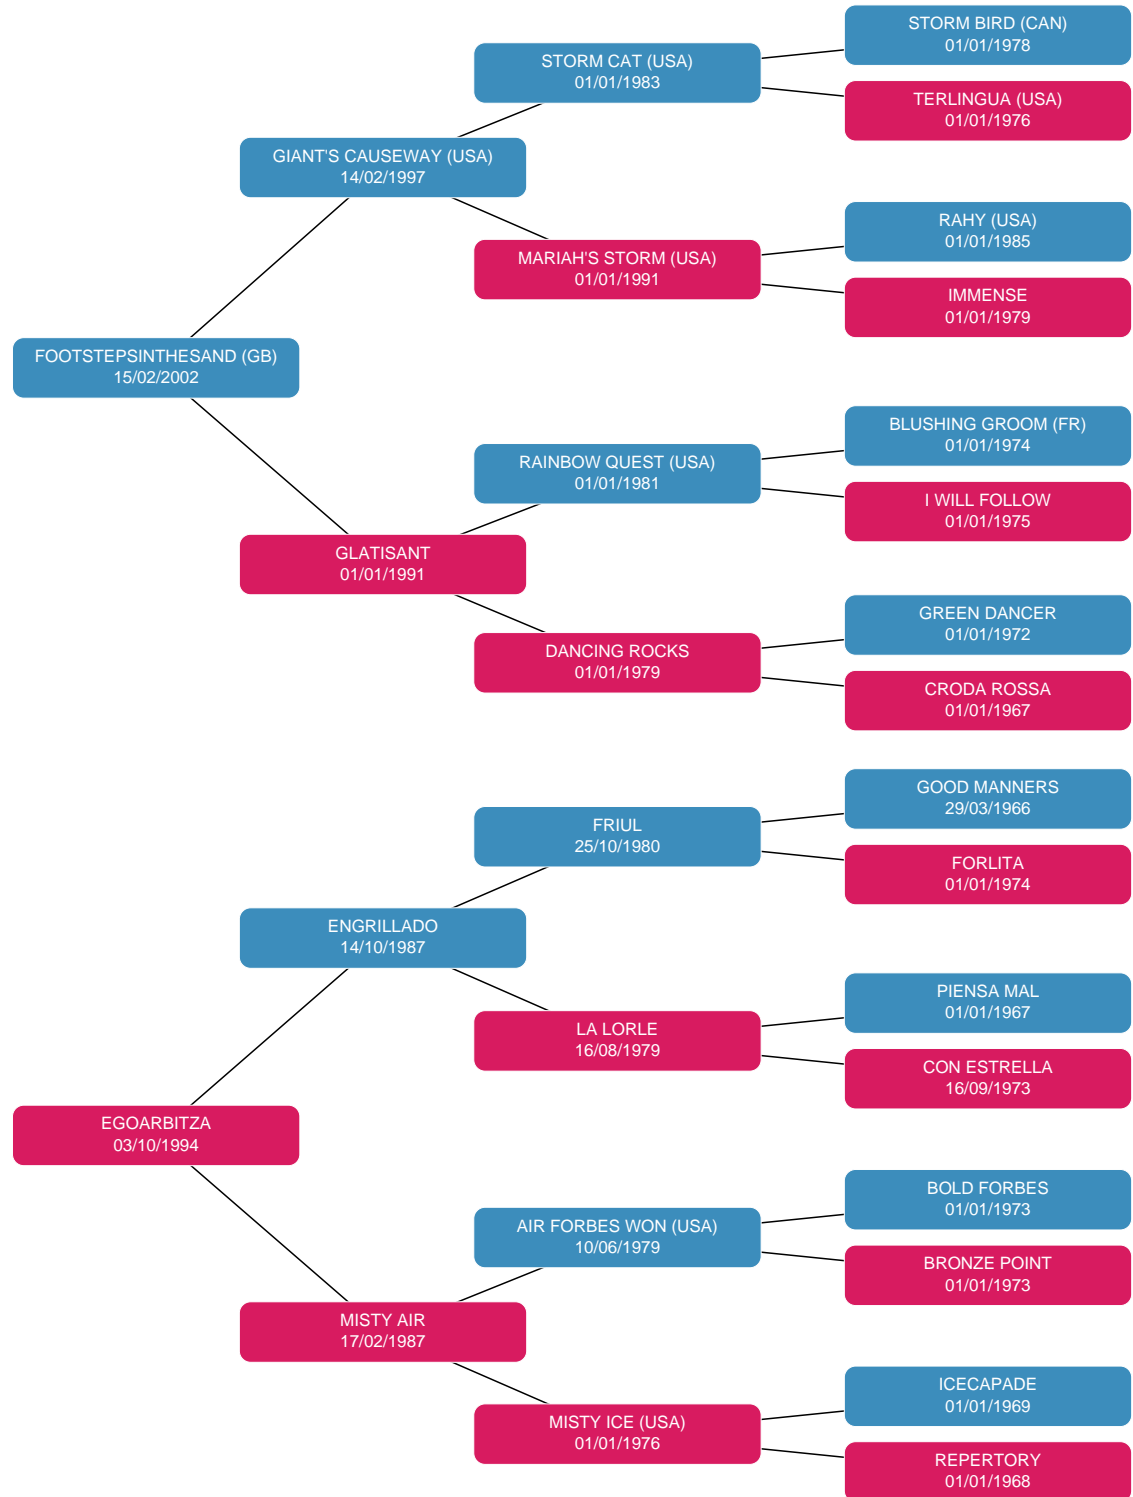 STORM BIRD (CAN)
01/01/1978
STORM CAT (USA)
01/01/1983
TERLINGUA (USA)
01/01/1976
GIANT'S CAUSEWAY (USA)
14/02/1997
RAHY (USA)
01/01/1985
MARIAH'S STORM (USA)
01/01/1991
IMMENSE
01/01/1979
FOOTSTEPSINTHESAND (GB)
15/02/2002
BLUSHING GROOM (FR)
01/01/1974
RAINBOW QUEST (USA)
01/01/1981
I WILL FOLLOW
01/01/1975
GLATISANT
01/01/1991
GREEN DANCER
01/01/1972
DANCING ROCKS
01/01/1979
CRODA ROSSA
01/01/1967
GOOD MANNERS
29/03/1966
FRIUL
25/10/1980
FORLITA
01/01/1974
ENGRILLADO
14/10/1987
PIENSA MAL
01/01/1967
LA LORLE
16/08/1979
CON ESTRELLA
16/09/1973
EGOARBITZA
03/10/1994
BOLD FORBES
01/01/1973
AIR FORBES WON (USA)
10/06/1979
BRONZE POINT
01/01/1973
MISTY AIR
17/02/1987
ICECAPADE
01/01/1969
MISTY ICE (USA)
01/01/1976
REPERTORY
01/01/1968